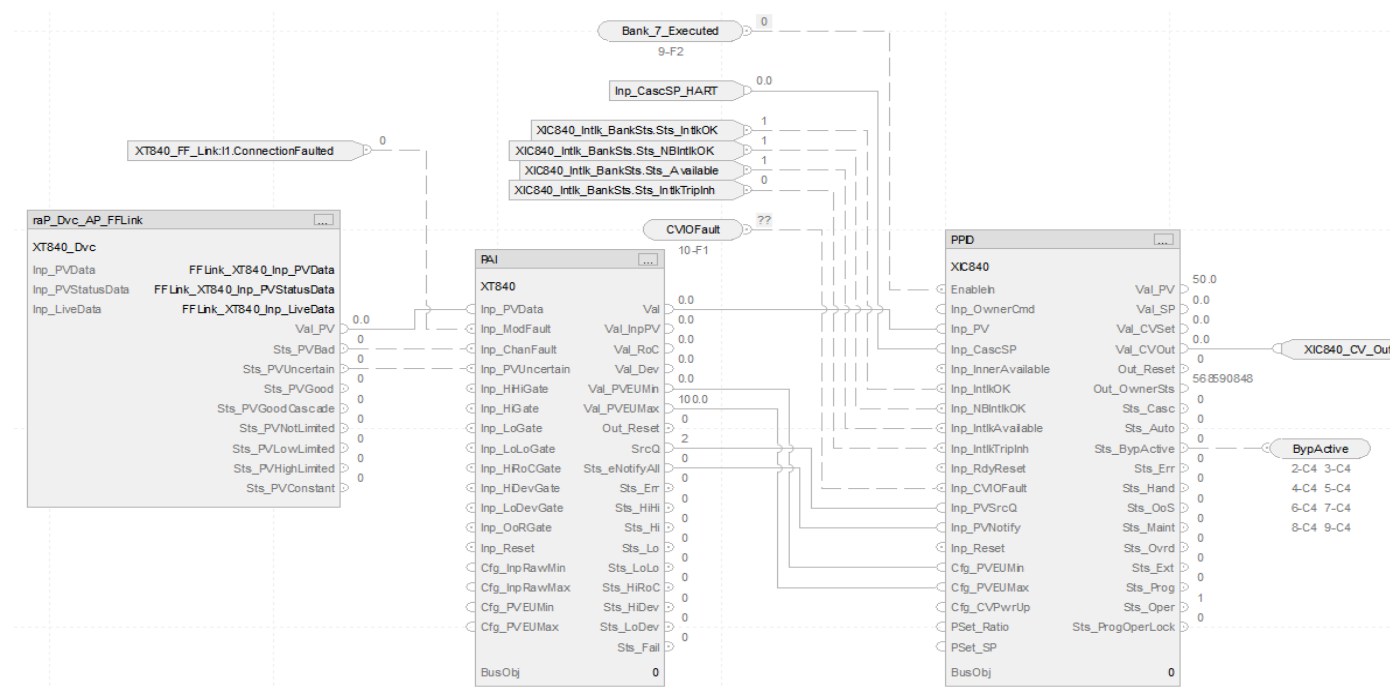 Bank_7_Executed
0
9-F2
Inp_CascSP_HART
0.0
XIC840_Intlk_BankSts.Sts_IntlkOK
1
XIC840_Intlk_BankSts.Sts_NBIntlkOK
1
XIC840_Intlk_BankSts.Sts_Available
1
XIC840_Intlk_BankSts.Sts_IntlkTripInh
0
CVIOFault
??
10-F1
XT840_FF_Link:I1.ConnectionFaulted
0
raP_Dvc_AP_FFLink
...
XT840_Dvc
Inp_PVData FFLink_XT840_Inp_PVData
Inp_PVStatusData FFLink_XT840_Inp_PVStatusData
Inp_LiveData FFLink_XT840_Inp_LiveData
Val_PV 0.0
Sts_PVBad 0
Sts_PVUncertain 0
Sts_PVGood 0
Sts_PVGoodCascade 0
Sts_PVNotLimited 0
Sts_PVLowLimited 0
Sts_PVHighLimited 0
Sts_PVConstant 0
PAI
...
XT840
Inp_PVData Val 0.0
Inp_ModFault Val_InpPV 0.0
Inp_ChanFault Val_RoC 0.0
Inp_PVUncertain Val_Dev 0.0
Inp_HiHiGate Val_PVEUMin 0.0
Inp_HiGate Val_PVEUMax 100.0
Inp_LoGate Out_Reset 0
Inp_LoLoGate SrcQ 2
Inp_HiRoCGate Sts_eNotifyAll 0
Inp_HiDevGate Sts_Err 0
Inp_LoDevGate Sts_HiHi 0
Inp_OoRGate Sts_Hi 0
Inp_Reset Sts_Lo 0
Cfg_InpRawMin Sts_LoLo 0
Cfg_InpRawMax Sts_HiRoC 0
Cfg_PVEUMin Sts_HiDev 0
Cfg_PVEUMax Sts_LoDev 0
Sts_Fail 0
BusObj 0
PPID
...
XIC840
EnableIn Val_PV 50.0
Inp_OwnerCmd Val_SP 0.0
Inp_PV Val_CVSet 0.0
Inp_CascSP Val_CVOut 0.0
Inp_InnerAvailable Out_Reset 0
Inp_IntlkOK Out_OwnerSts 568590848
Inp_NBIntlkOK Sts_Casc 0
Inp_IntlkAvailable Sts_Auto 0
Inp_IntlkTripInh Sts_BypActive 0
Inp_RdyReset Sts_Err 0
Inp_CVIOFault Sts_Hand 0
Inp_PVSrcQ Sts_OoS 0
Inp_PVNotify Sts_Maint 0
Inp_Reset Sts_Ovrd 0
Cfg_PVEUMin Sts_Ext 0
Cfg_PVEUMax Sts_Prog 0
Cfg_CVPwrUp Sts_Oper 1
PSet_Ratio Sts_ProgOperLock 0
PSet_SP
BusObj 0
XIC840_CV_Out
BypActive
2-C4 3-C4
4-C4 5-C4
6-C4 7-C4
8-C4 9-C4